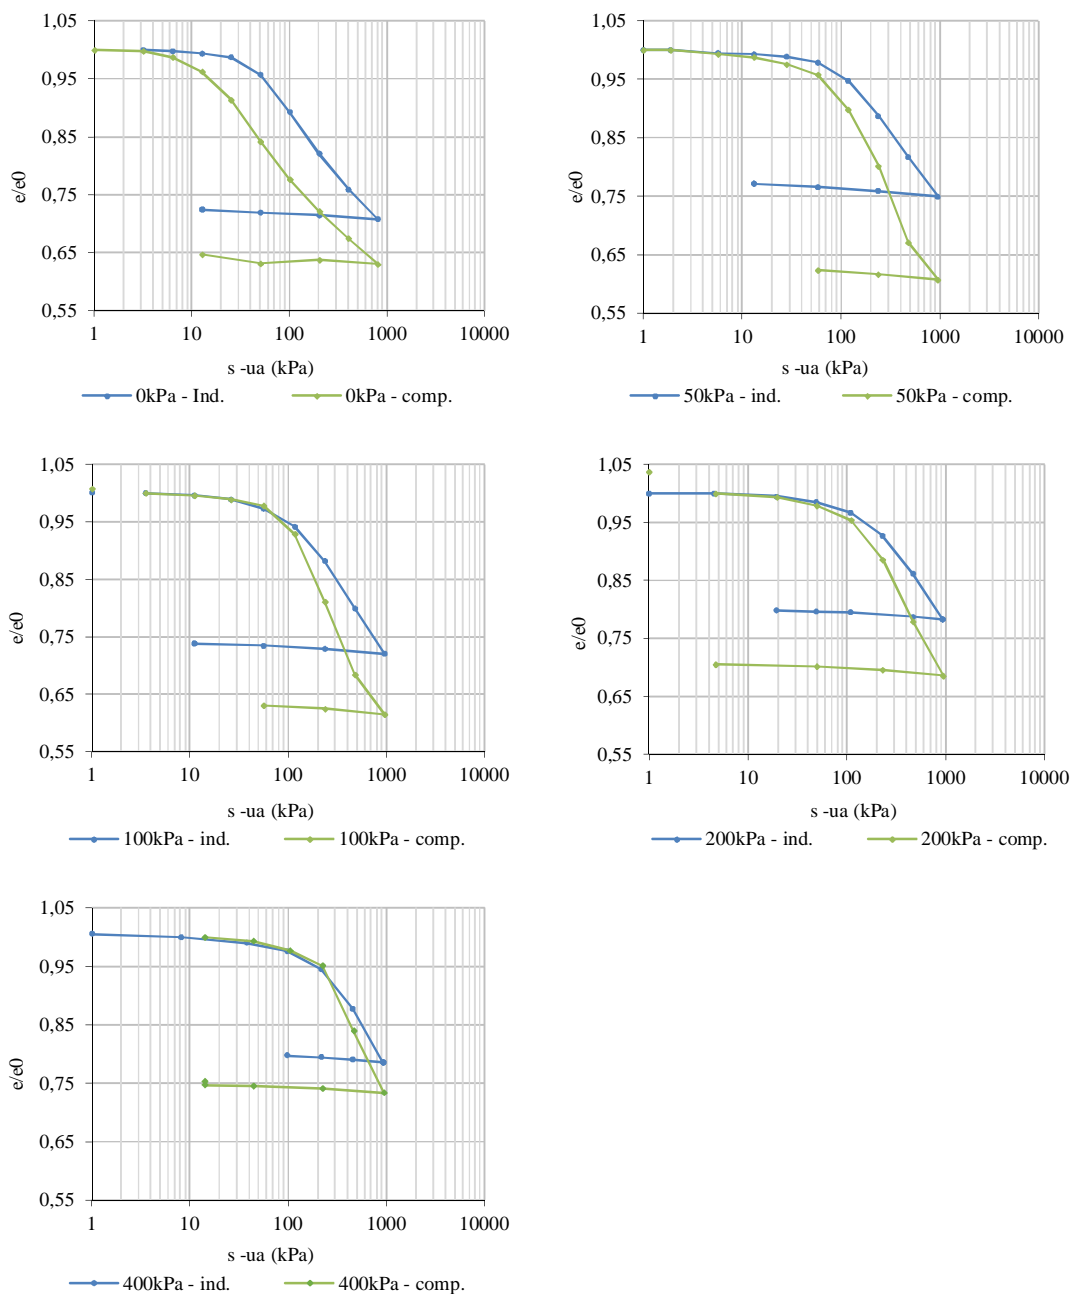 1,05
0,95
0,85
0,75
0,65
0,55
e/e0
1 10 100 1000 10000
s -ua (kPa)
0kPa - Ind. 0kPa - comp.
1,05
0,95
0,85
0,75
0,65
0,55
e/e0
1 10 100 1000 10000
s -ua (kPa)
50kPa - ind. 50kPa - comp.
1,05
0,95
0,85
0,75
0,65
0,55
e/e0
1 10 100 1000 10000
s -ua (kPa)
100kPa - ind. 100kPa - comp.
1,05
0,95
0,85
0,75
0,65
0,55
e/e0
1 10 100 1000 10000
s -ua (kPa)
200kPa - ind. 200kPa - comp.
1,05
0,95
0,85
0,75
0,65
0,55
e/e0
1 10 100 1000 10000
s -ua (kPa)
400kPa - ind. 400kPa - comp.